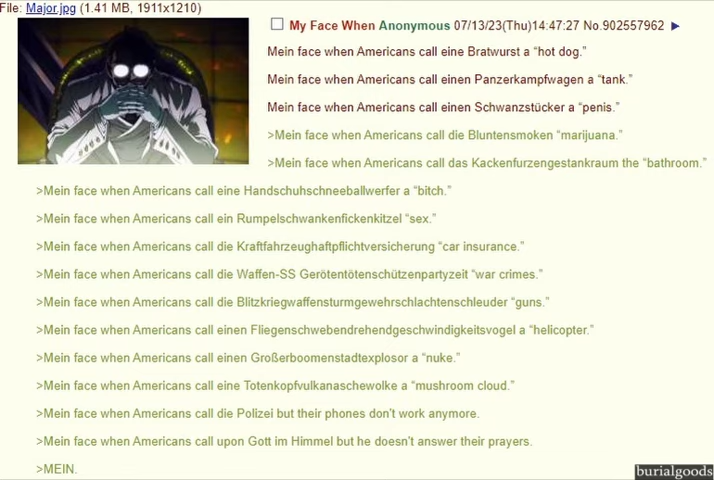 File: Major.jpg (1.41 MB, 1911x1210)
My Face When Anonymous 07/13/23(Thu)14:47:27 No.902557962 ▶
Mein face when Americans call eine Bratwurst a “hot dog.”
Mein face when Americans call einen Panzerkampfwagen a “tank.”
Mein face when Americans call einen Schwanzstücker a “penis.”
>Mein face when Americans call die Bluntensmoken “marijuana.”
>Mein face when Americans call das Kackenfurzengestankraum the “bathroom.”
>Mein face when Americans call eine Handschuhschneeballwerfer a “bitch.”
>Mein face when Americans call ein Rumpelschwankenfickenkitzel “sex.”
>Mein face when Americans call die Kraftfahrzeughaftpflichtversicherung “car insurance.”
>Mein face when Americans call die Waffen-SS Gerötentötenschützenpartyzeit “war crimes.”
>Mein face when Americans call die Blitzkriegwaffensturmgewehrschlachtenschleuder “guns.”
>Mein face when Americans call einen Fliegenschwebendrehendgeschwindigkeitsvogel a “helicopter.”
>Mein face when Americans call einen Großerboomenstadtexplosor a “nuke.”
>Mein face when Americans call eine Totenkopfvulkanaschewolke a “mushroom cloud.”
>Mein face when Americans call die Polizei but their phones don't work anymore.
>Mein face when Americans call upon Gott im Himmel but he doesn't answer their prayers.
>MEIN.
burialgoods